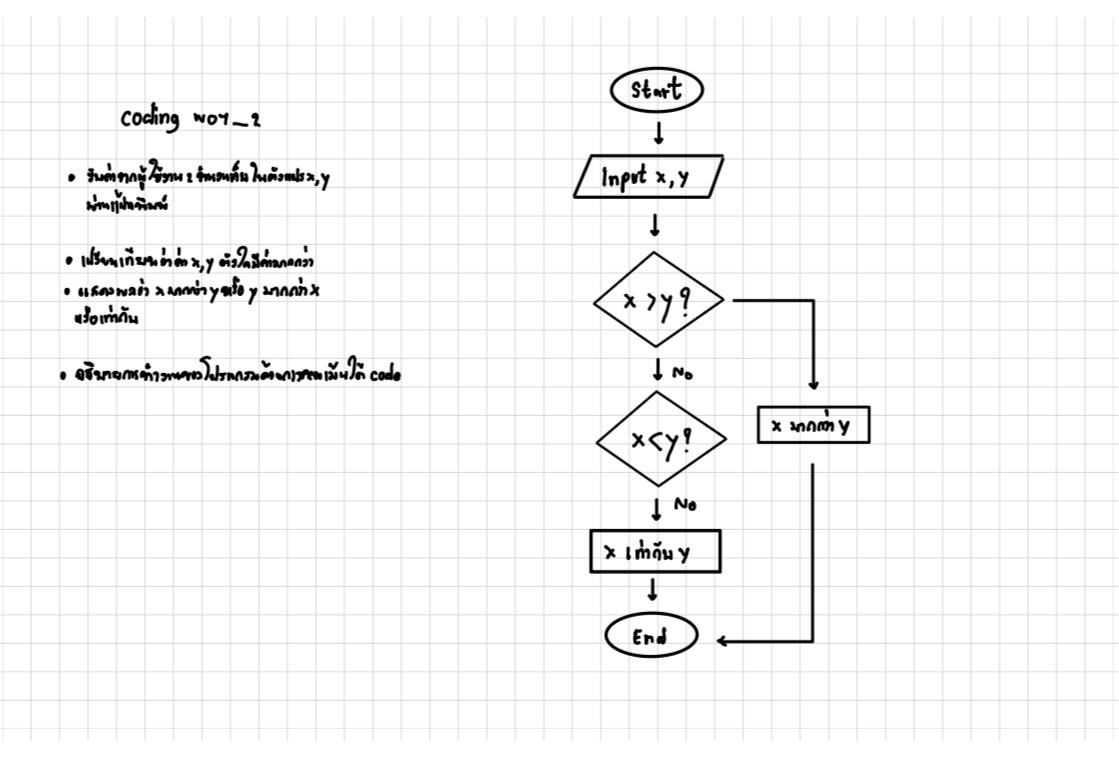 Coding W04_2
• รับค่าจากผู้ใช้งาน 2 จำนวนเก็บในตัวแปร x, y
ผ่านแป้นพิมพ์
• เปรียบเทียบว่าค่า x, y ตัวใดมีค่ามากกว่า
• แสดงผลว่า x มากกว่า y หรือ y มากกว่า x
หรือเท่ากัน
• อธิบายการทำงานของโปรแกรมด้วยการคอมเม้นใต้ code
Start
Input x, y
x > y?
No
x < y?
x มากกว่า y
No
x เท่ากับ y
End